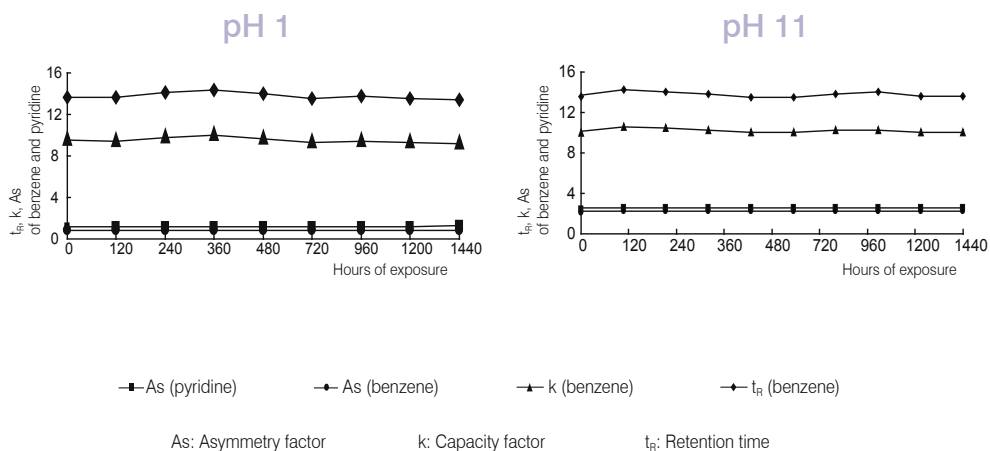 pH 1
t_R, k, As
of benzene and pyridine
16
12
8
4
0
0 120 240 360 480 720 960 1200 1440
Hours of exposure
pH 11
t_R, k, As
of benzene and pyridine
16
12
8
4
0
0 120 240 360 480 720 960 1200 1440
Hours of exposure
As (pyridine) As (benzene) k (benzene) t_R (benzene)
As: Asymmetry factor k: Capacity factor t_R: Retention time